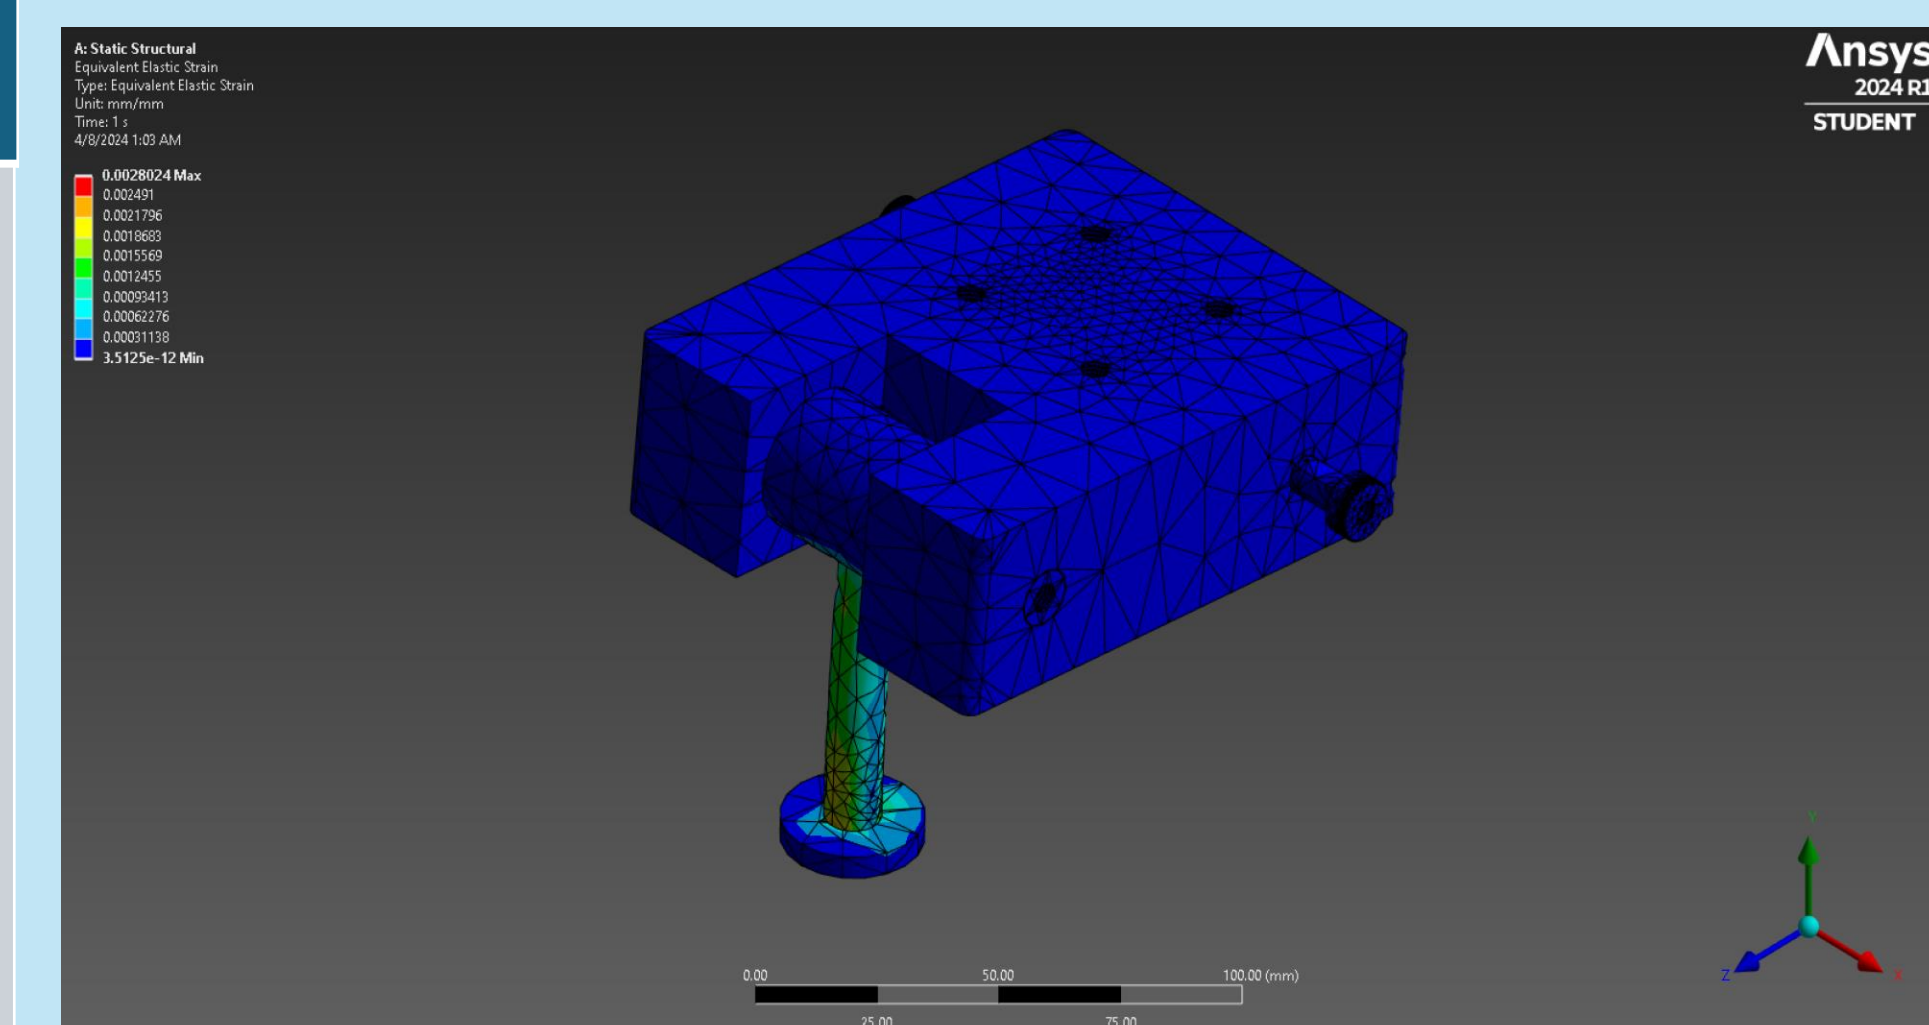 A: Static Structural
Equivalent Elastic Strain
Type: Equivalent Elastic Strain
Unit: mm/mm
Time: 1 s
4/8/2024 1:03 AM
0.0028024 Max
0.002491
0.0021796
0.0018683
0.0015569
0.0012455
0.00093413
0.00062276
0.00031138
3.5125e-12 Min
Ansys
2024 R1
STUDENT
Y
Z
X
0.00 50.00 100.00 (mm)
25.00 75.00